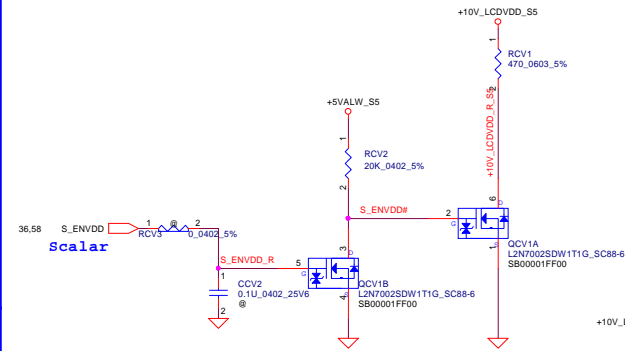 +10V_LCDVDD_S5
1
RCV1
470_0603_5%
2
+10V_LCDVDD_R_S5
+5VALW_S5
1
RCV2
20K_0402_5%
2
S_ENVDD#
2
G
6
D
S
1
QCV1A
L2N7002SDW1T1G_SC88-6
SB00001FF00
36,58
S_ENVDD
1
@
2
RCV3
0_0402_5%
Scalar
S_ENVDD_R
5
G
3
D
S
4
QCV1B
L2N7002SDW1T1G_SC88-6
SB00001FF00
1
CCV2
0.1U_0402_25V6
@
2
+10V_L